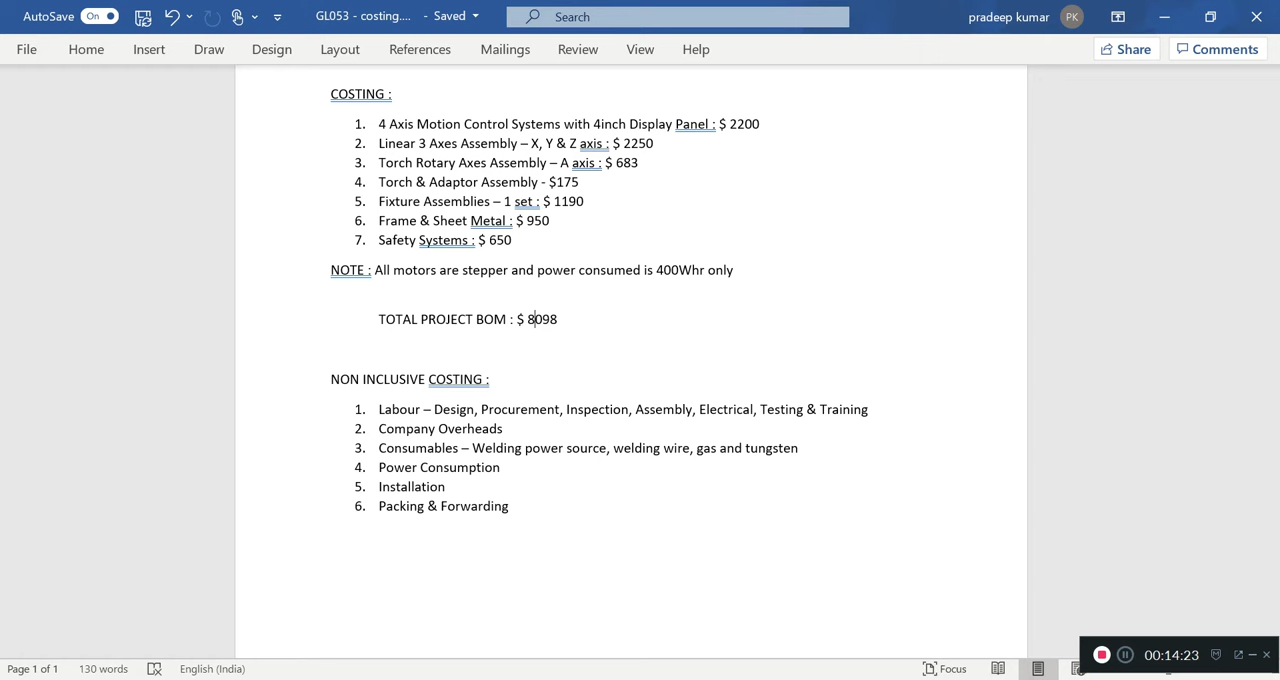 AutoSave On GL053 - costing.... - Saved Search pradeep kumar PK
File Home Insert Draw Design Layout References Mailings Review View Help Share Comments
COSTING :
1. 4 Axis Motion Control Systems with 4inch Display Panel : $ 2200
2. Linear 3 Axes Assembly – X, Y & Z axis : $ 2250
3. Torch Rotary Axes Assembly – A axis : $ 683
4. Torch & Adaptor Assembly - $175
5. Fixture Assemblies – 1 set : $ 1190
6. Frame & Sheet Metal : $ 950
7. Safety Systems : $ 650
NOTE : All motors are stepper and power consumed is 400Whr only
TOTAL PROJECT BOM : $ 8098
NON INCLUSIVE COSTING :
1. Labour – Design, Procurement, Inspection, Assembly, Electrical, Testing & Training
2. Company Overheads
3. Consumables – Welding power source, welding wire, gas and tungsten
4. Power Consumption
5. Installation
6. Packing & Forwarding
00:14:23
Page 1 of 1 130 words English (India) Focus